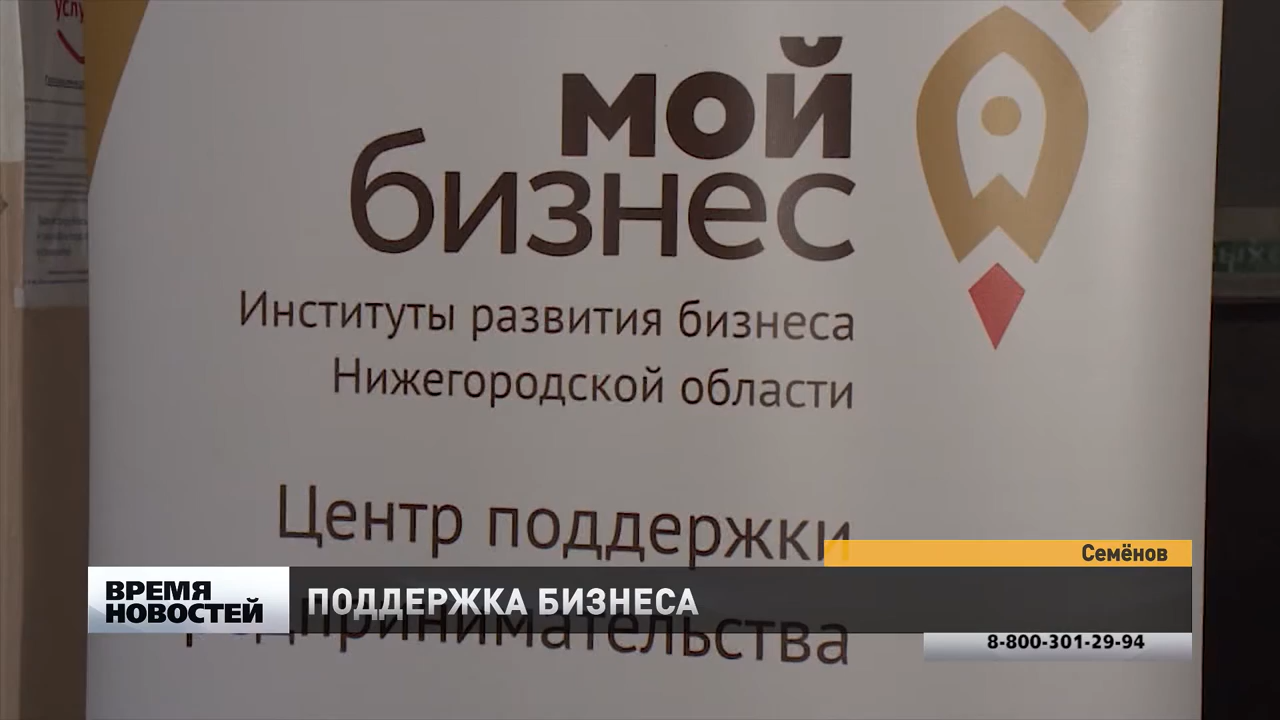 мой
бизнес
Институты развития бизнеса
Нижегородской области
Центр поддержки
предпринимательства
Семёнов
ВРЕМЯ
НОВОСТЕЙ
ПОДДЕРЖКА БИЗНЕСА
8-800-301-29-94